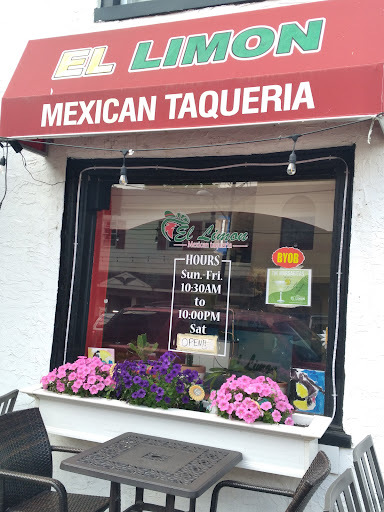 EL LIMON
MEXICAN TAQUERIA
El Limon
Mexican taqueria
HOURS
Sun.-Fri.
10:30AM
to
10:00PM
Sat
OPEN!!
BYOB